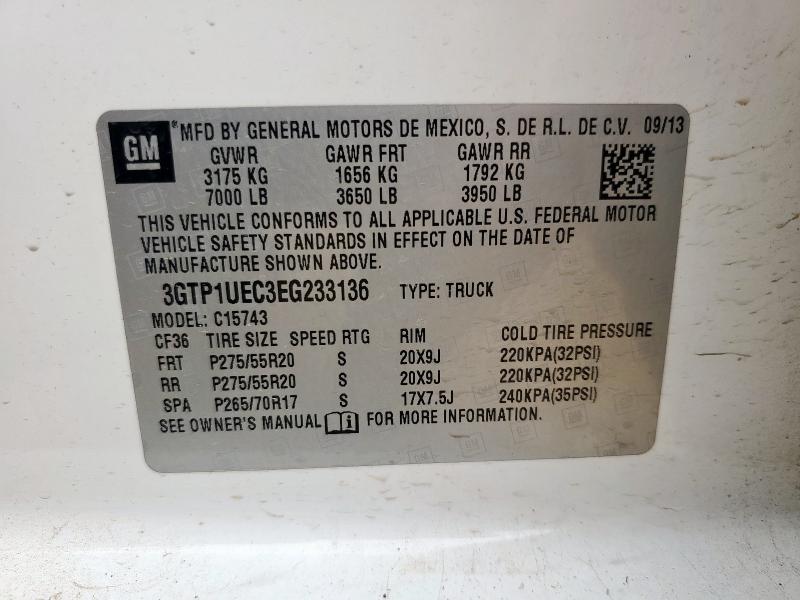 GM
®MFD BY GENERAL MOTORS DE MEXICO, S. DE R.L. DE C.V. 09/13
GVWR GAWR FRT GAWR RR
3175 KG 1656 KG 1792 KG
7000 LB 3650 LB 3950 LB
THIS VEHICLE CONFORMS TO ALL APPLICABLE U.S. FEDERAL MOTOR
VEHICLE SAFETY STANDARDS IN EFFECT ON THE DATE OF
MANUFACTURE SHOWN ABOVE.
3GTP1UEC3EG233136 TYPE: TRUCK
MODEL: C15743
CF36 TIRE SIZE SPEED RTG RIM COLD TIRE PRESSURE
FRT P275/55R20 S 20X9J 220KPA(32PSI)
RR P275/55R20 S 20X9J 220KPA(32PSI)
SPA P265/70R17 S 17X7.5J 240KPA(35PSI)
SEE OWNER'S MANUAL i FOR MORE INFORMATION.